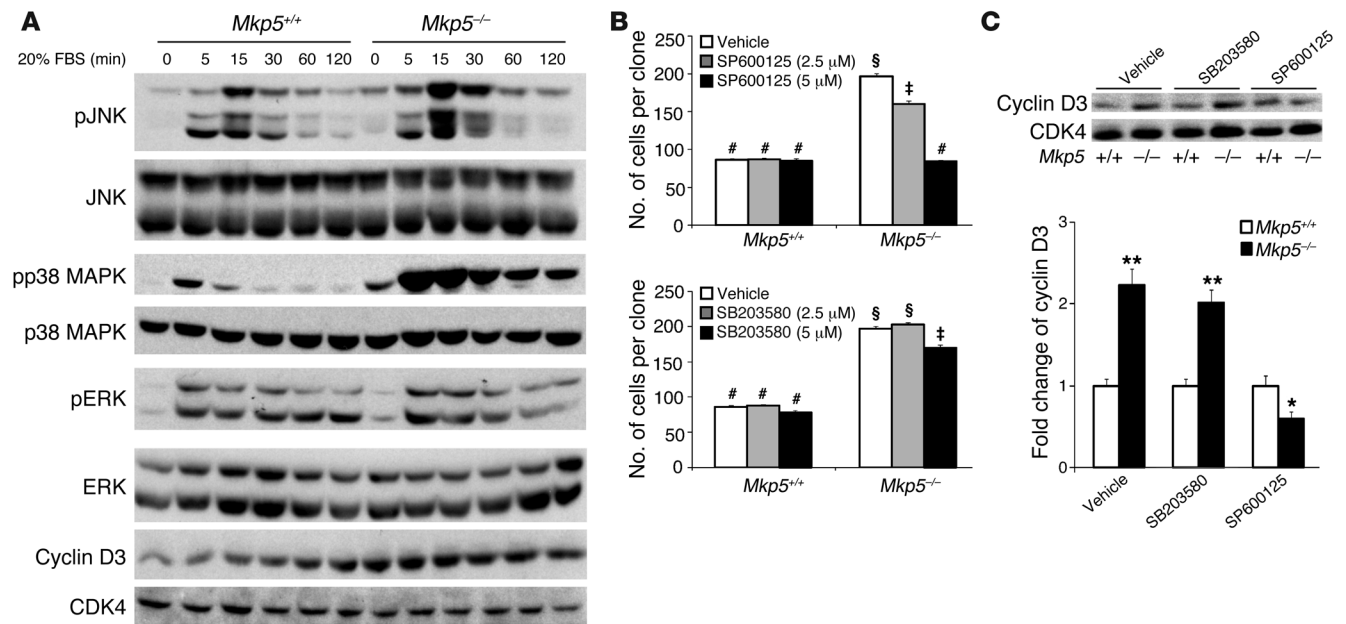 A
Mkp5+/+ Mkp5–/–
20% FBS (min) 0 5 15 30 60 120 0 5 15 30 60 120
pJNK
JNK
pp38 MAPK
p38 MAPK
pERK
ERK
Cyclin D3
CDK4
B
No. of cells per clone
250
200
150
100
50
0
Vehicle
SP600125 (2.5 μM)
SP600125 (5 μM)
# # # § ‡ #
Mkp5+/+ Mkp5–/–
No. of cells per clone
250
200
150
100
50
0
Vehicle
SB203580 (2.5 μM)
SB203580 (5 μM)
# # # § § ‡
Mkp5+/+ Mkp5–/–
C
Vehicle SB203580 SP600125
Cyclin D3
CDK4
Mkp5 +/+ –/– +/+ –/– +/+ –/–
Fold change of cyclin D3
3
2
1
0
Mkp5+/+
Mkp5–/–
** ** *
Vehicle SB203580 SP600125